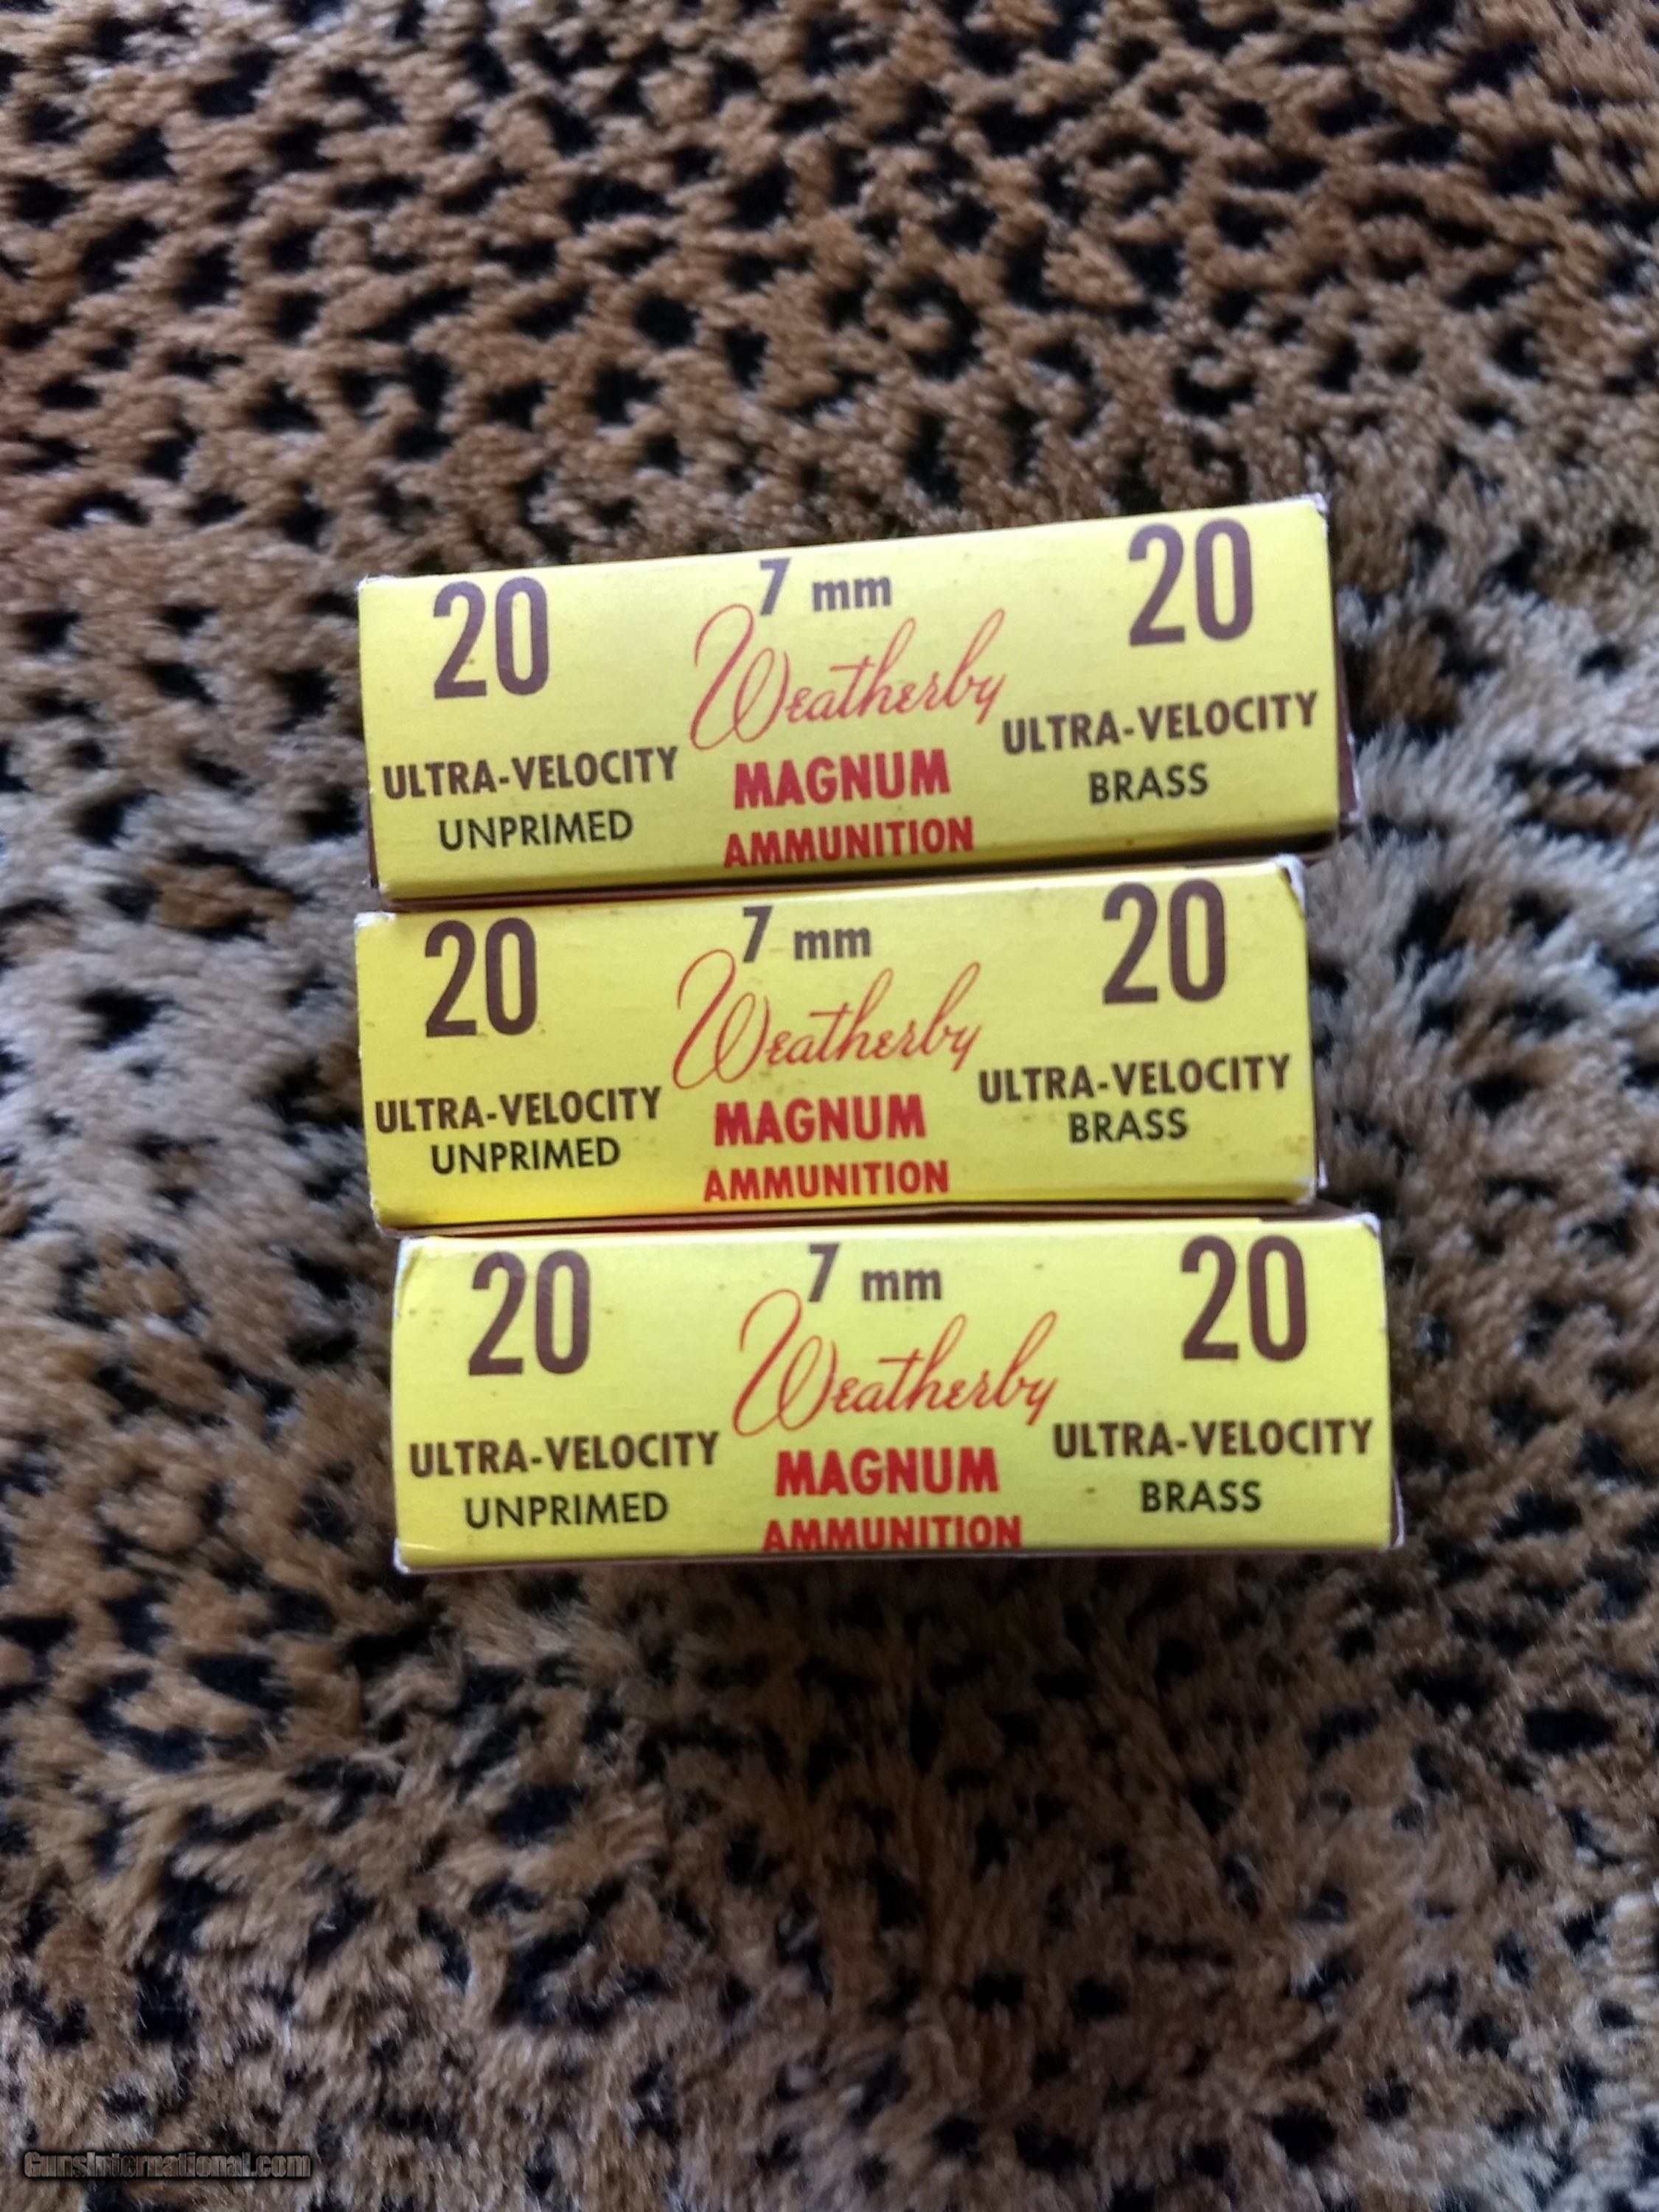 20 7 mm 20
Weatherby
ULTRA-VELOCITY MAGNUM ULTRA-VELOCITY
UNPRIMED AMMUNITION BRASS
20 7 mm 20
Weatherby
ULTRA-VELOCITY MAGNUM ULTRA-VELOCITY
UNPRIMED AMMUNITION BRASS
20 7 mm 20
Weatherby
ULTRA-VELOCITY MAGNUM ULTRA-VELOCITY
UNPRIMED AMMUNITION BRASS
GunsInternational.com